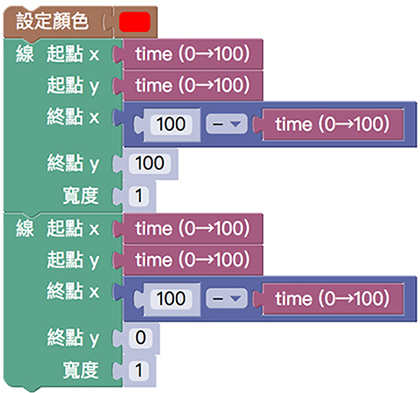 設定顏色
線 起點 x time (0→100)
起點 y time (0→100)
終點 x 100 - time (0→100)
終點 y 100
寬度 1
線 起點 x time (0→100)
起點 y time (0→100)
終點 x 100 - time (0→100)
終點 y 0
寬度 1